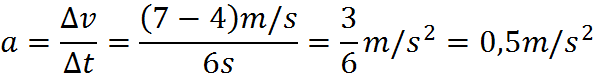 a = Δv/Δt = (7 − 4)m/s / 6s = 3/6 m/s² = 0,5m/s²